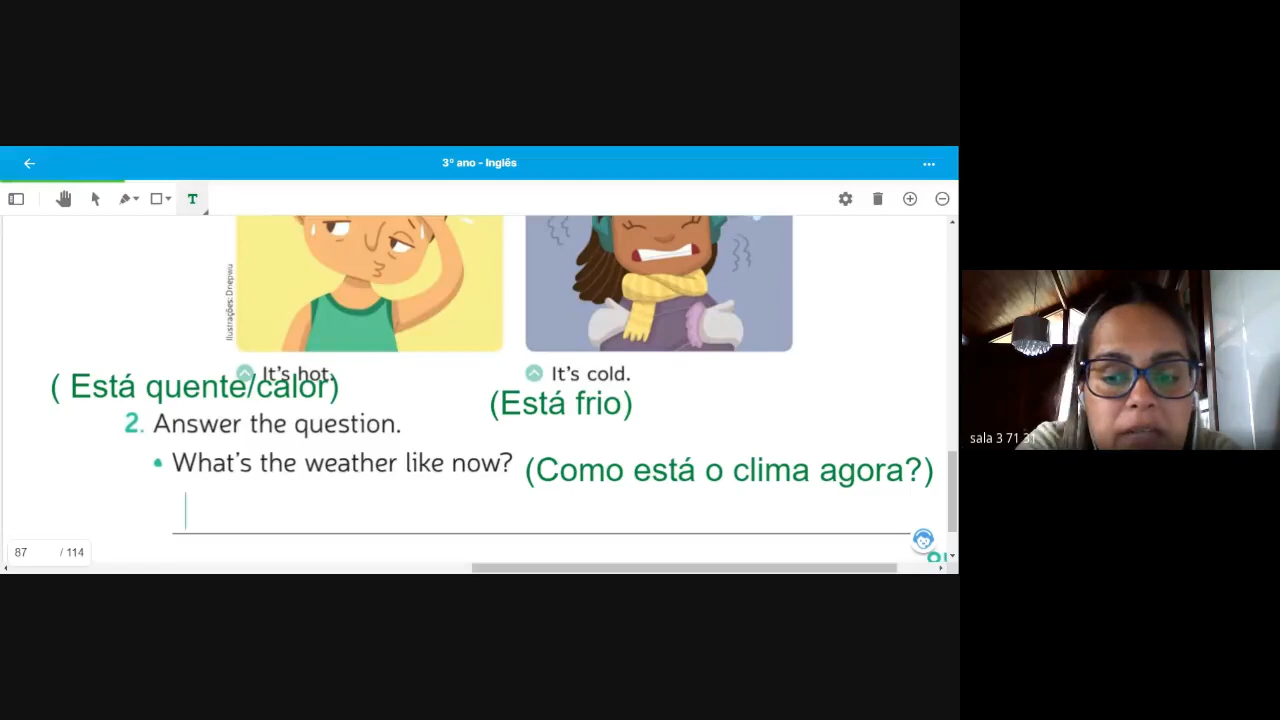 3º ano - Inglês
T
Ilustrações: Dnepwu
It's hot.
It's cold.
( Está quente/calor)
(Está frio)
2. Answer the question.
• What's the weather like now?
(Como está o clima agora?)
87 / 114
sala 3 71 31